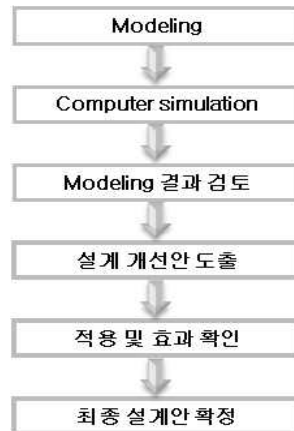 Modeling
Computer simulation
Modeling 결과 검토
설계 개선안 도출
적용 및 효과 확인
최종 설계안 확정